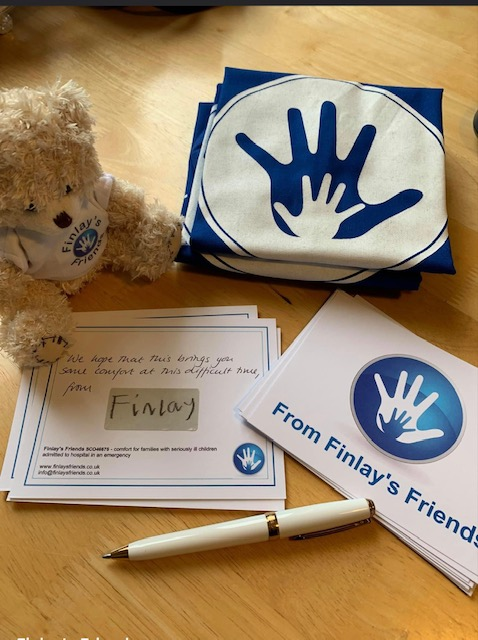 Finlay's
Friends
We hope that this brings you
some comfort at this difficult time,
from
Finlay
Finlay's Friends SCO48878 - comfort for families with seriously ill children
admitted to hospital in an emergency
www.finlaysfriends.co.uk
info@finlaysfriends.co.uk
From Finlay's Friends